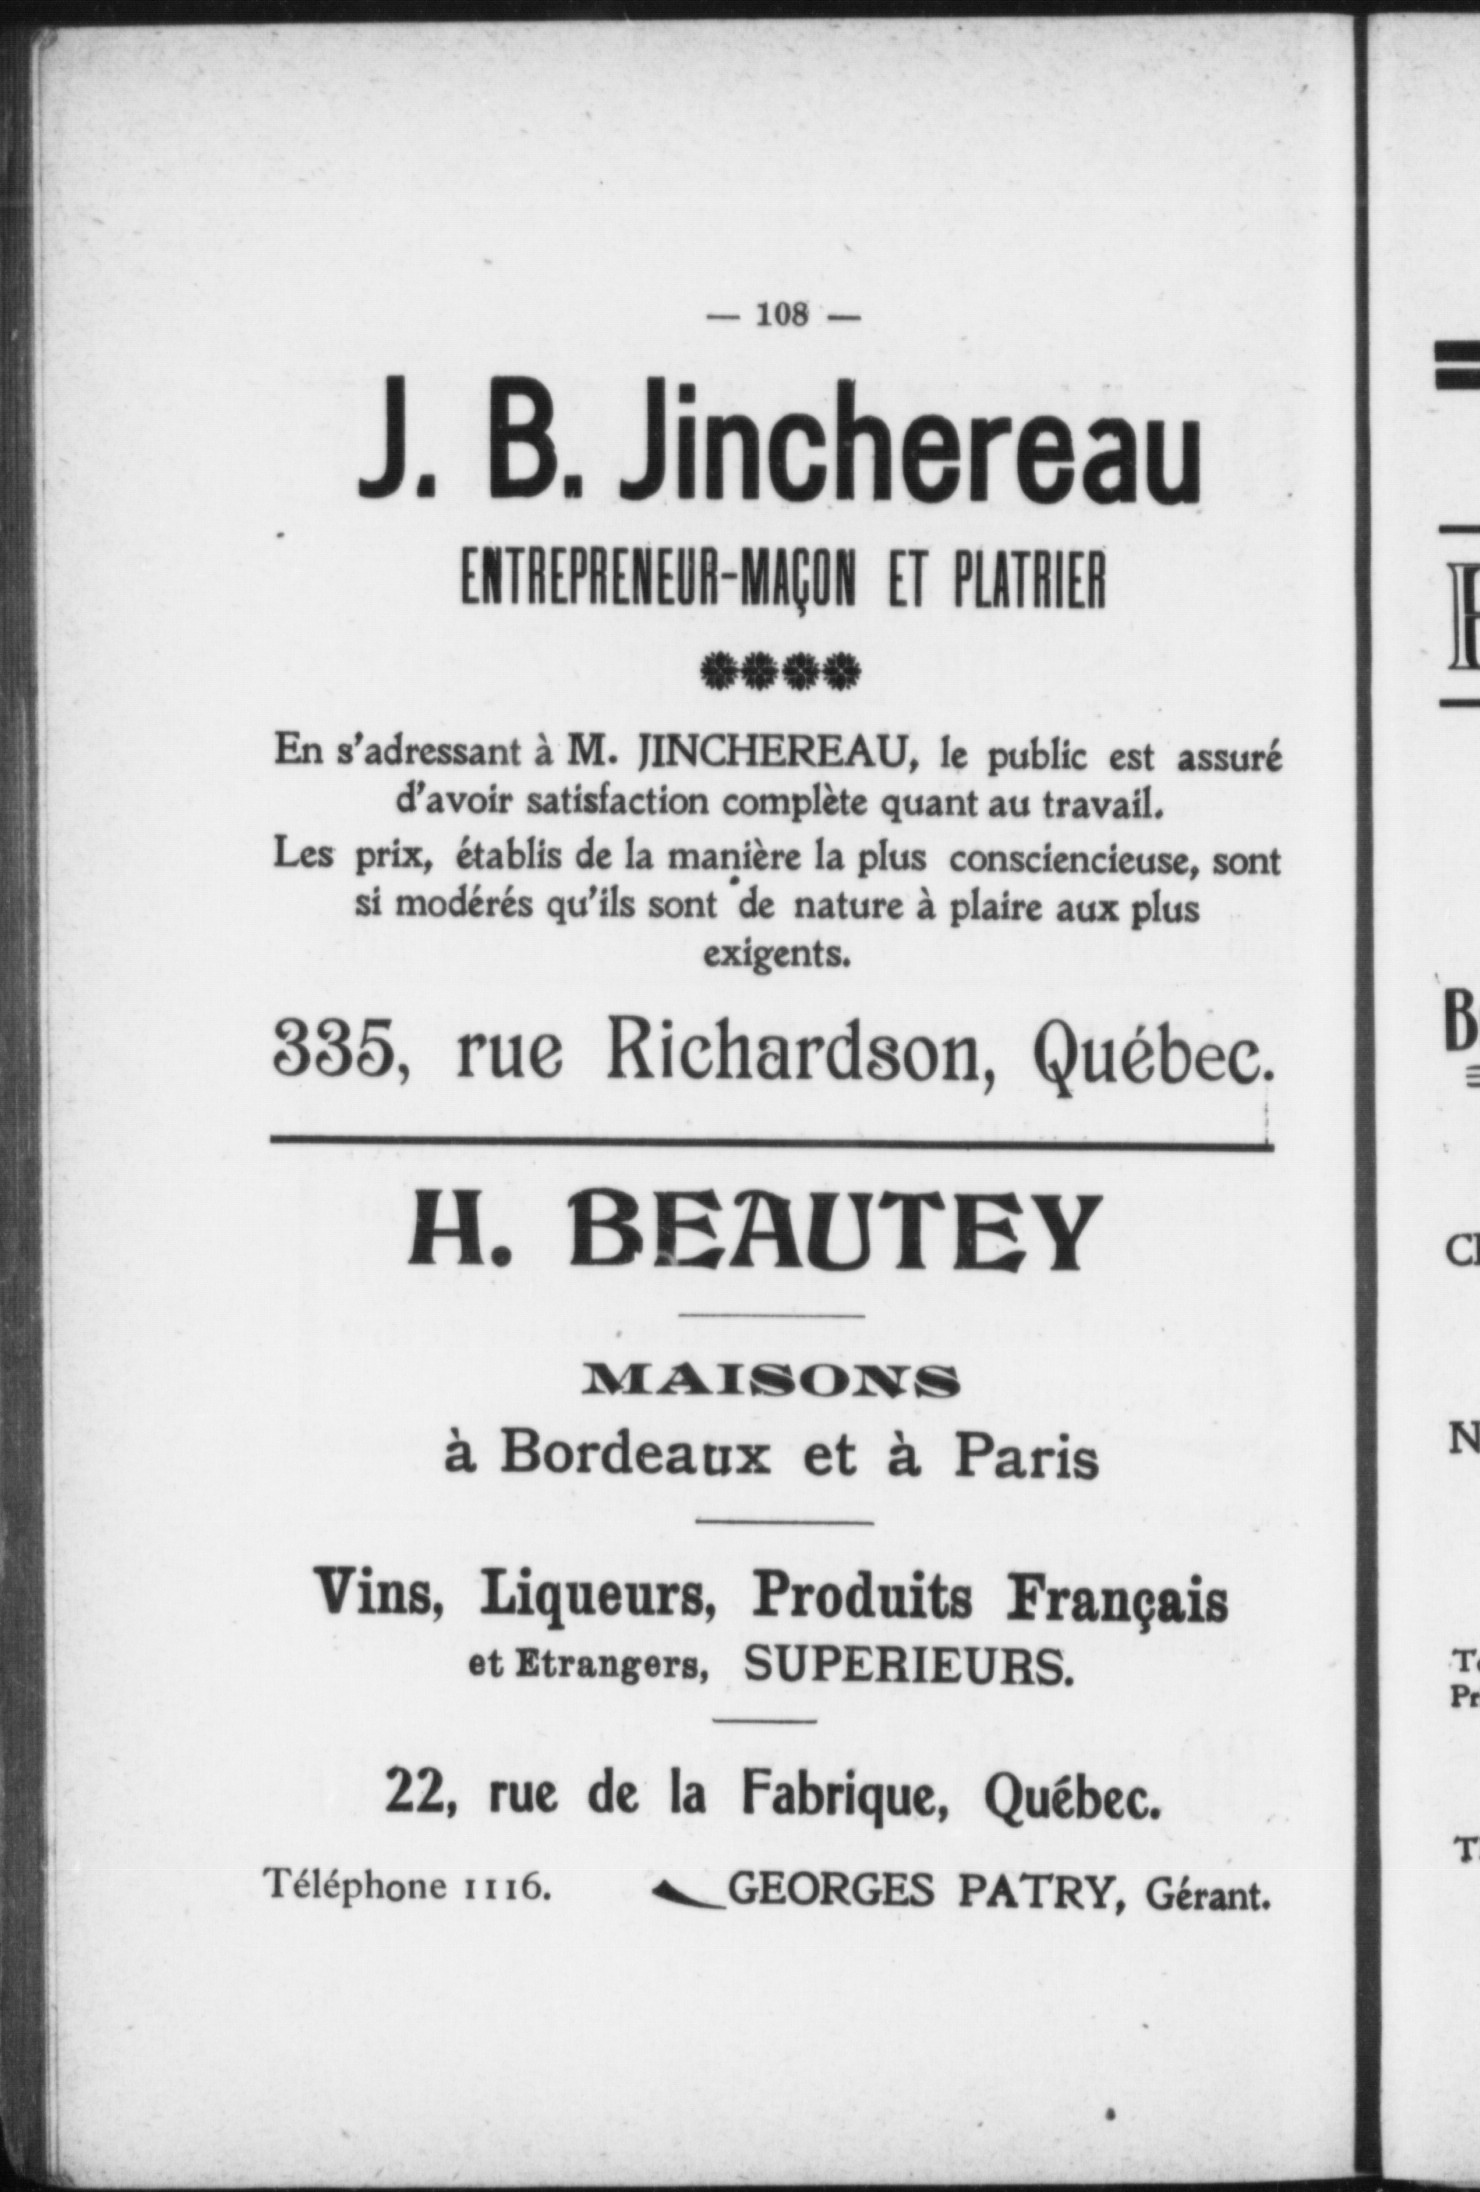 — 108 —
J. B. Jinchereau
ENTREPRENEUR-MAÇON ET PLATRIER
En s'adressant à M. JINCHEREAU, le public est assuré
d'avoir satisfaction complète quant au travail.
Les prix, établis de la manière la plus consciencieuse, sont
si modérés qu'ils sont de nature à plaire aux plus
exigents.
335, rue Richardson, Québec.
H. BEAUTEY
MAISONS
à Bordeaux et à Paris
Vins, Liqueurs, Produits Français
et Etrangers, SUPERIEURS.
22, rue de la Fabrique, Québec.
Téléphone 1116. GEORGES PATRY, Gérant.